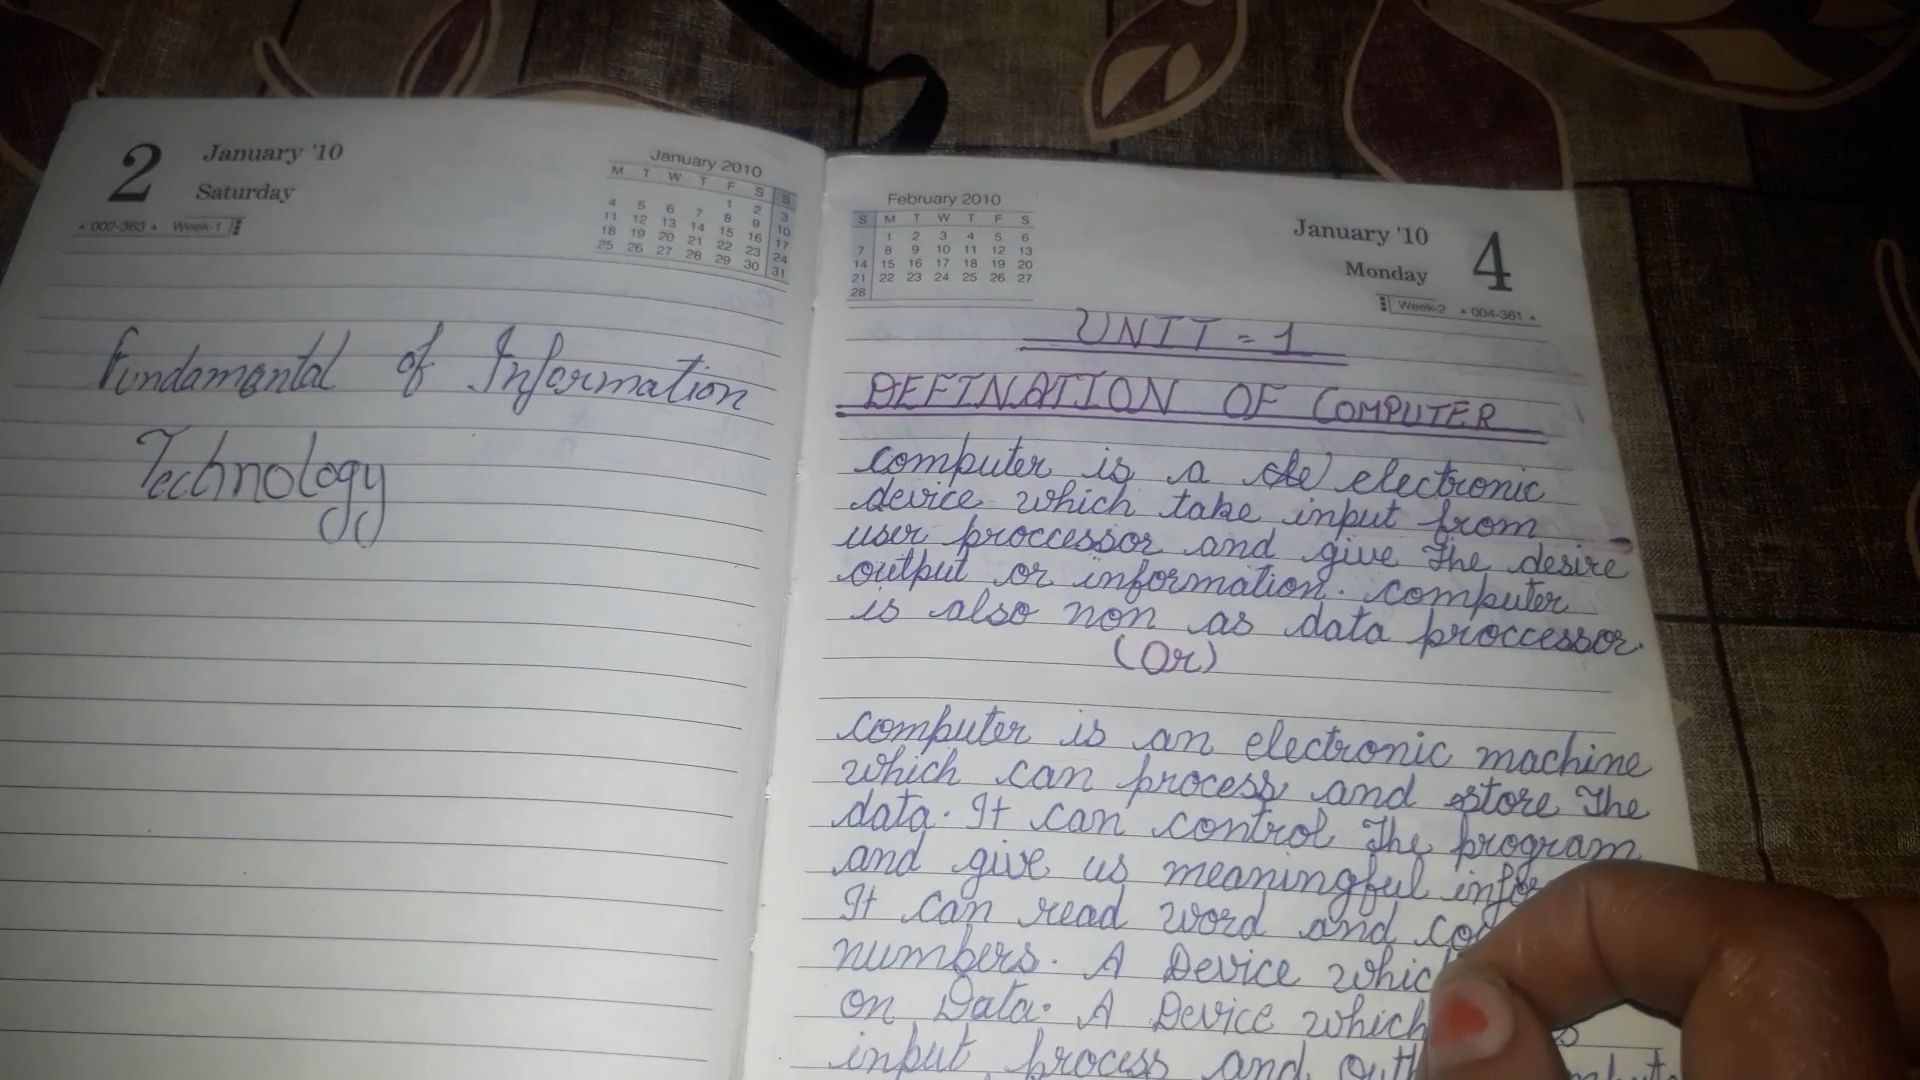 2 January '10
Saturday
002-363 Week-1
January 2010
M T W T F S S
1 2 3
4 5 6 7 8 9 10
11 12 13 14 15 16 17
18 19 20 21 22 23 24
25 26 27 28 29 30 31
Fundamantal of Information
Technology
February 2010
S M T W T F S
1 2 3 4 5 6
7 8 9 10 11 12 13
14 15 16 17 18 19 20
21 22 23 24 25 26 27
28
January '10 4
Monday
Week-2 004-361
UNIT = 1
DEFINATION OF COMPUTER
computer is a electronic
device which take input from
user proccessor and give the desire
output or information. computer
is also non as data proccessor.
(Or)
computer is an electronic machine
which can process and store The
data. It can control The program
and give us meaningful
It can read word and
numbers. A Device
on Data. A Device which
input process and